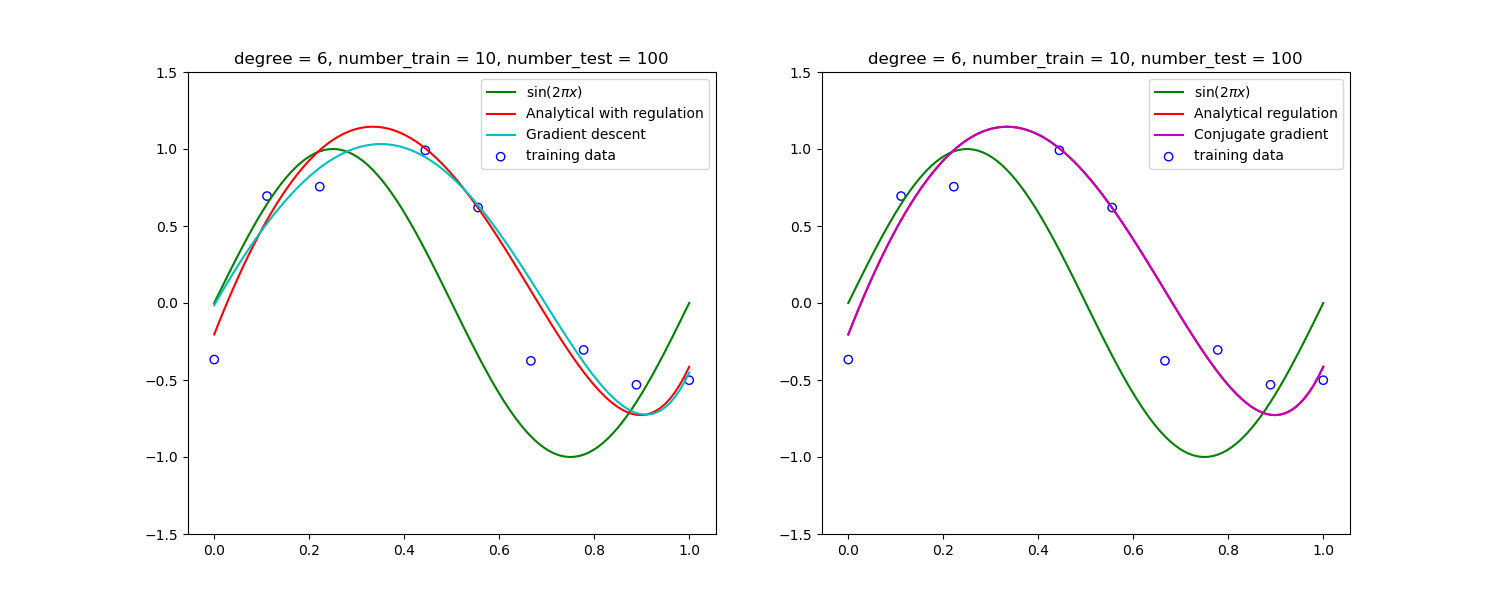 degree = 6, number_train = 10, number_test = 100
1.5
1.0
0.5
0.0
−0.5
−1.0
−1.5
0.0 0.2 0.4 0.6 0.8 1.0
sin(2πx)
Analytical with regulation
Gradient descent
training data
degree = 6, number_train = 10, number_test = 100
1.5
1.0
0.5
0.0
−0.5
−1.0
−1.5
0.0 0.2 0.4 0.6 0.8 1.0
sin(2πx)
Analytical regulation
Conjugate gradient
training data